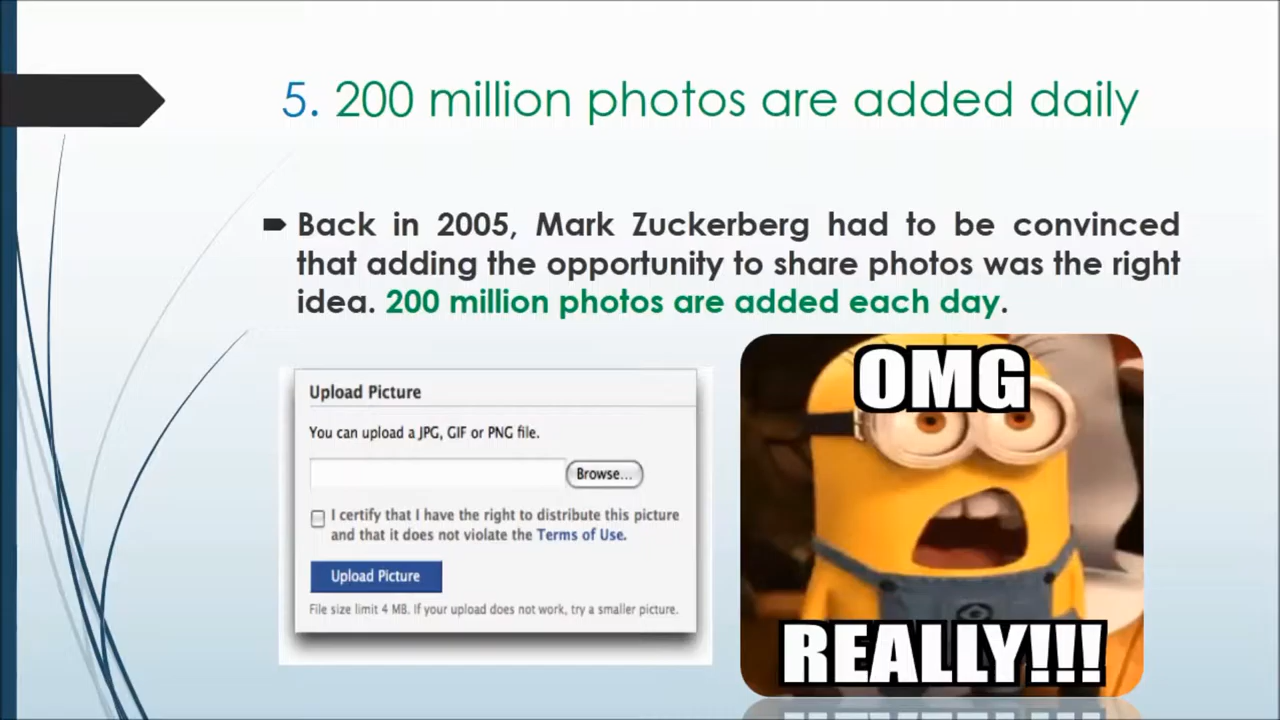 5. 200 million photos are added daily
Back in 2005, Mark Zuckerberg had to be convinced
that adding the opportunity to share photos was the right
idea. 200 million photos are added each day.
Upload Picture
You can upload a JPG, GIF or PNG file.
Browse...
I certify that I have the right to distribute this picture
and that it does not violate the Terms of Use.
Upload Picture
File size limit 4 MB. If your upload does not work, try a smaller picture.
OMG
REALLY!!!